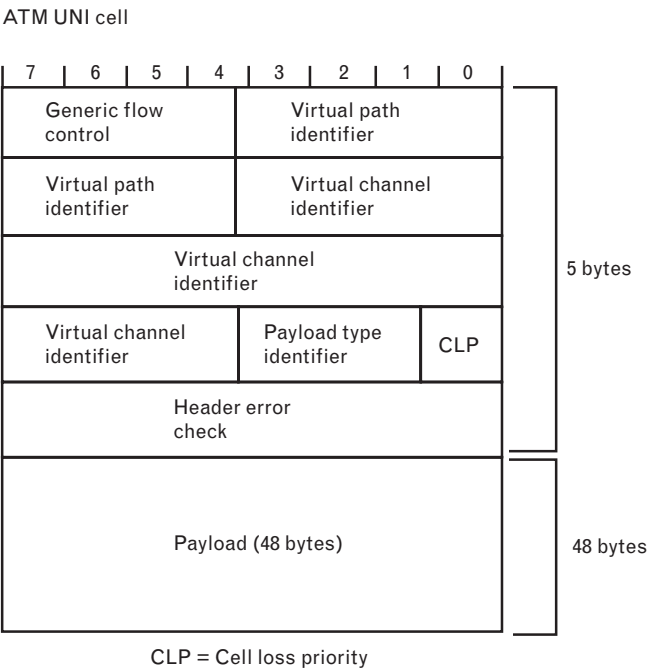 ATM UNI cell
7 6 5 4 3 2 1 0
Generic flow
control
Virtual path
identifier
Virtual path
identifier
Virtual channel
identifier
Virtual channel
identifier
5 bytes
Virtual channel
identifier
Payload type
identifier
CLP
Header error
check
Payload (48 bytes)
48 bytes
CLP = Cell loss priority